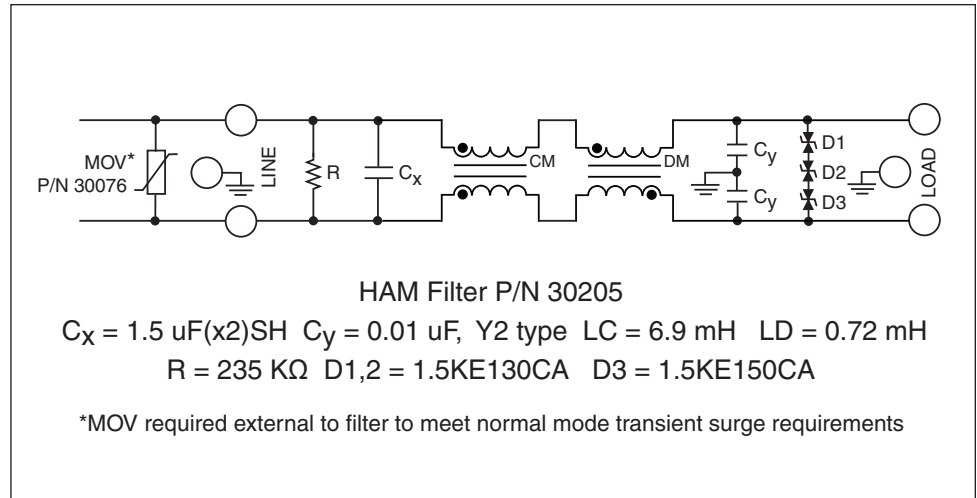 MOV*
P/N 30076
LINE
R
Cx
CM
DM
Cy
Cy
D1
D2
D3
LOAD
HAM Filter P/N 30205
Cx = 1.5 uF(x2)SH Cy = 0.01 uF, Y2 type LC = 6.9 mH LD = 0.72 mH
R = 235 KΩ D1,2 = 1.5KE130CA D3 = 1.5KE150CA
*MOV required external to filter to meet normal mode transient surge requirements